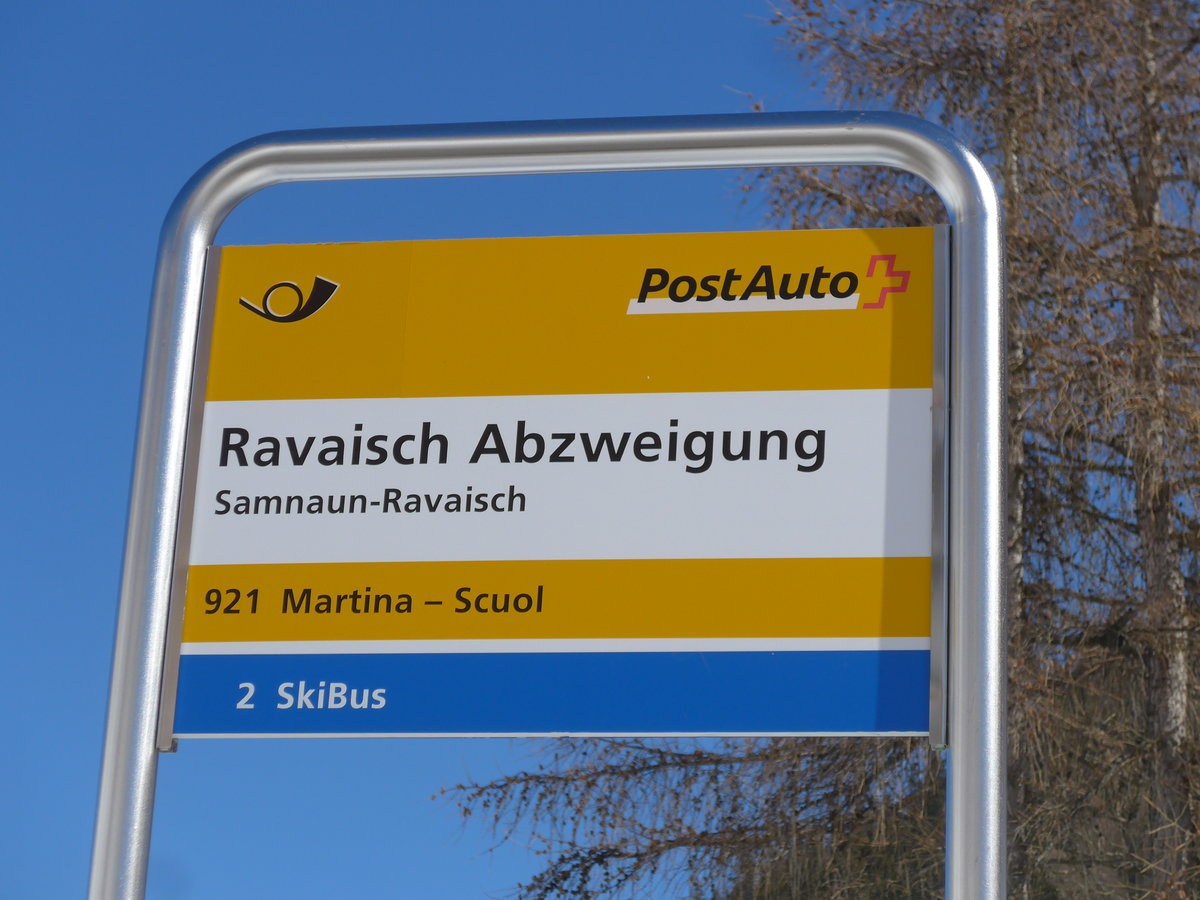 PostAuto
Ravaisch Abzweigung
Samnaun-Ravaisch
921 Martina – Scuol
2 SkiBus